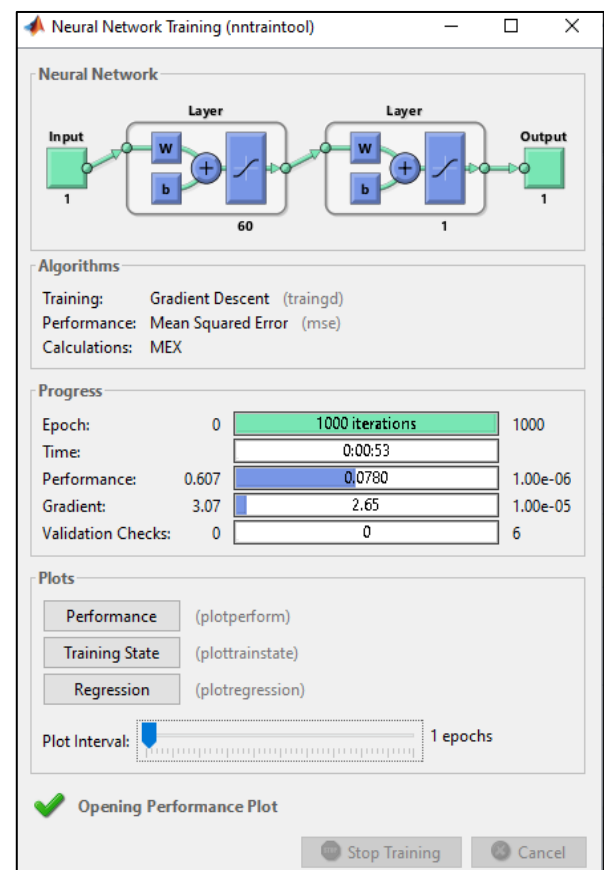 Neural Network Training (nntraintool)
Neural Network
Layer Layer
Input Output
W W
+ +
b b
1 60 1 1
Algorithms
Training: Gradient Descent (traingd)
Performance: Mean Squared Error (mse)
Calculations: MEX
Progress
Epoch: 0 1000 iterations 1000
Time: 0:00:53
Performance: 0.607 0.0780 1.00e-06
Gradient: 3.07 2.65 1.00e-05
Validation Checks: 0 0 6
Plots
Performance (plotperform)
Training State (plottrainstate)
Regression (plotregression)
Plot Interval: 1 epochs
Opening Performance Plot
Stop Training Cancel